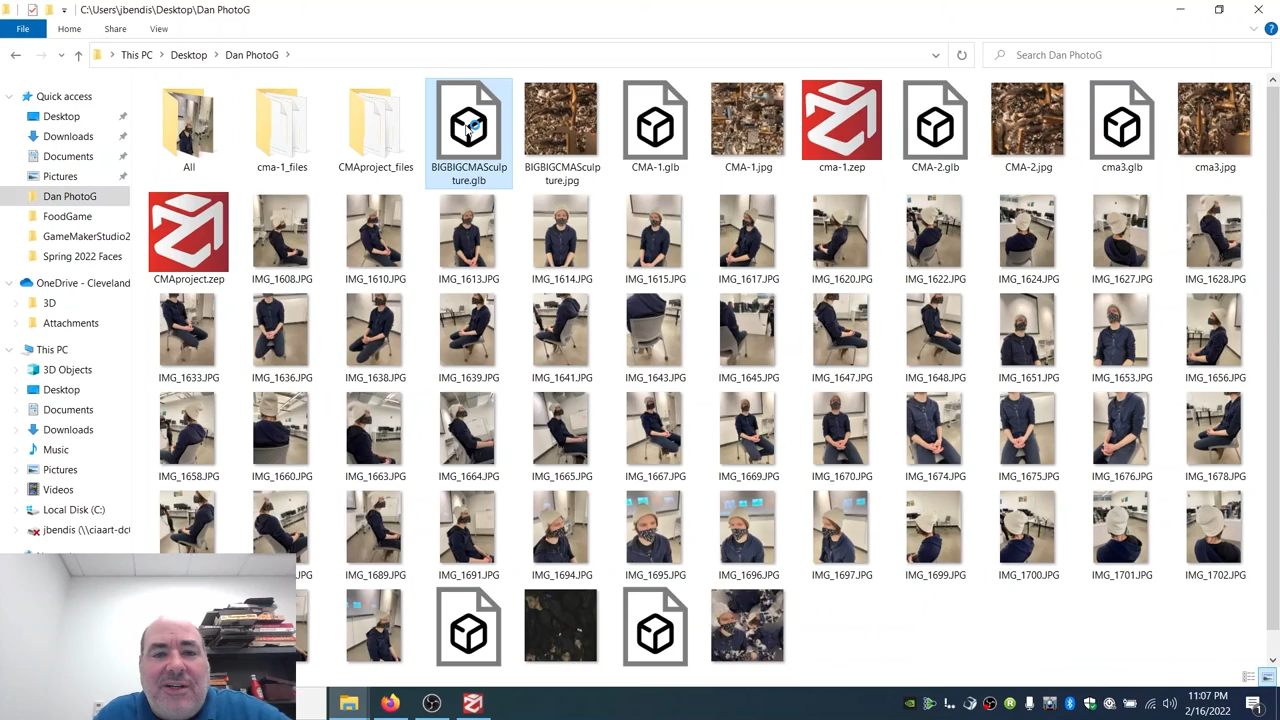 C:\Users\jbendis\Desktop\Dan PhotoG
File
Home
Share
View
This PC
Desktop
Dan PhotoG
Search Dan PhotoG
Quick access
Desktop
Downloads
Documents
Pictures
Dan PhotoG
FoodGame
GameMakerStudio2
Spring 2022 Faces
OneDrive - Cleveland
3D
Attachments
This PC
3D Objects
Desktop
Documents
Downloads
Music
Pictures
Videos
Local Disk (C:)
jbendis (\\ciaart-dc
All
cma-1_files
CMAproject_files
BIGBIGCMASculp
ture.glb
BIGBIGCMASculp
ture.jpg
CMA-1.glb
CMA-1.jpg
cma-1.zep
CMA-2.glb
CMA-2.jpg
cma3.glb
cma3.jpg
CMAproject.zep
IMG_1608.JPG
IMG_1610.JPG
IMG_1613.JPG
IMG_1614.JPG
IMG_1615.JPG
IMG_1617.JPG
IMG_1620.JPG
IMG_1622.JPG
IMG_1624.JPG
IMG_1627.JPG
IMG_1628.JPG
IMG_1633.JPG
IMG_1636.JPG
IMG_1638.JPG
IMG_1639.JPG
IMG_1641.JPG
IMG_1643.JPG
IMG_1645.JPG
IMG_1647.JPG
IMG_1648.JPG
IMG_1651.JPG
IMG_1653.JPG
IMG_1656.JPG
IMG_1658.JPG
IMG_1660.JPG
IMG_1663.JPG
IMG_1664.JPG
IMG_1665.JPG
IMG_1667.JPG
IMG_1669.JPG
IMG_1670.JPG
IMG_1674.JPG
IMG_1675.JPG
IMG_1676.JPG
IMG_1678.JPG
IMG_1689.JPG
IMG_1691.JPG
IMG_1694.JPG
IMG_1695.JPG
IMG_1696.JPG
IMG_1697.JPG
IMG_1699.JPG
IMG_1700.JPG
IMG_1701.JPG
IMG_1702.JPG
11:07 PM
2/16/2022